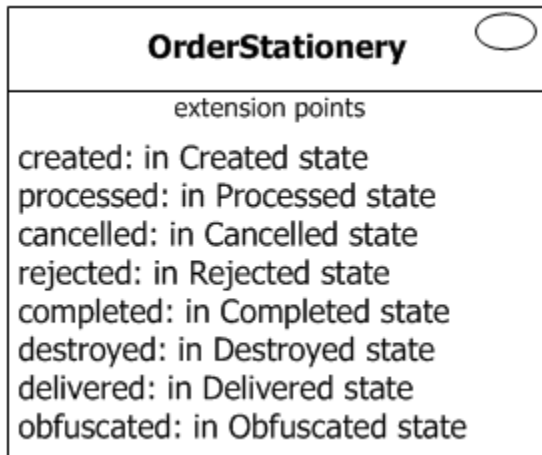 OrderStationery
extension points
created: in Created state
processed: in Processed state
cancelled: in Cancelled state
rejected: in Rejected state
completed: in Completed state
destroyed: in Destroyed state
delivered: in Delivered state
obfuscated: in Obfuscated state